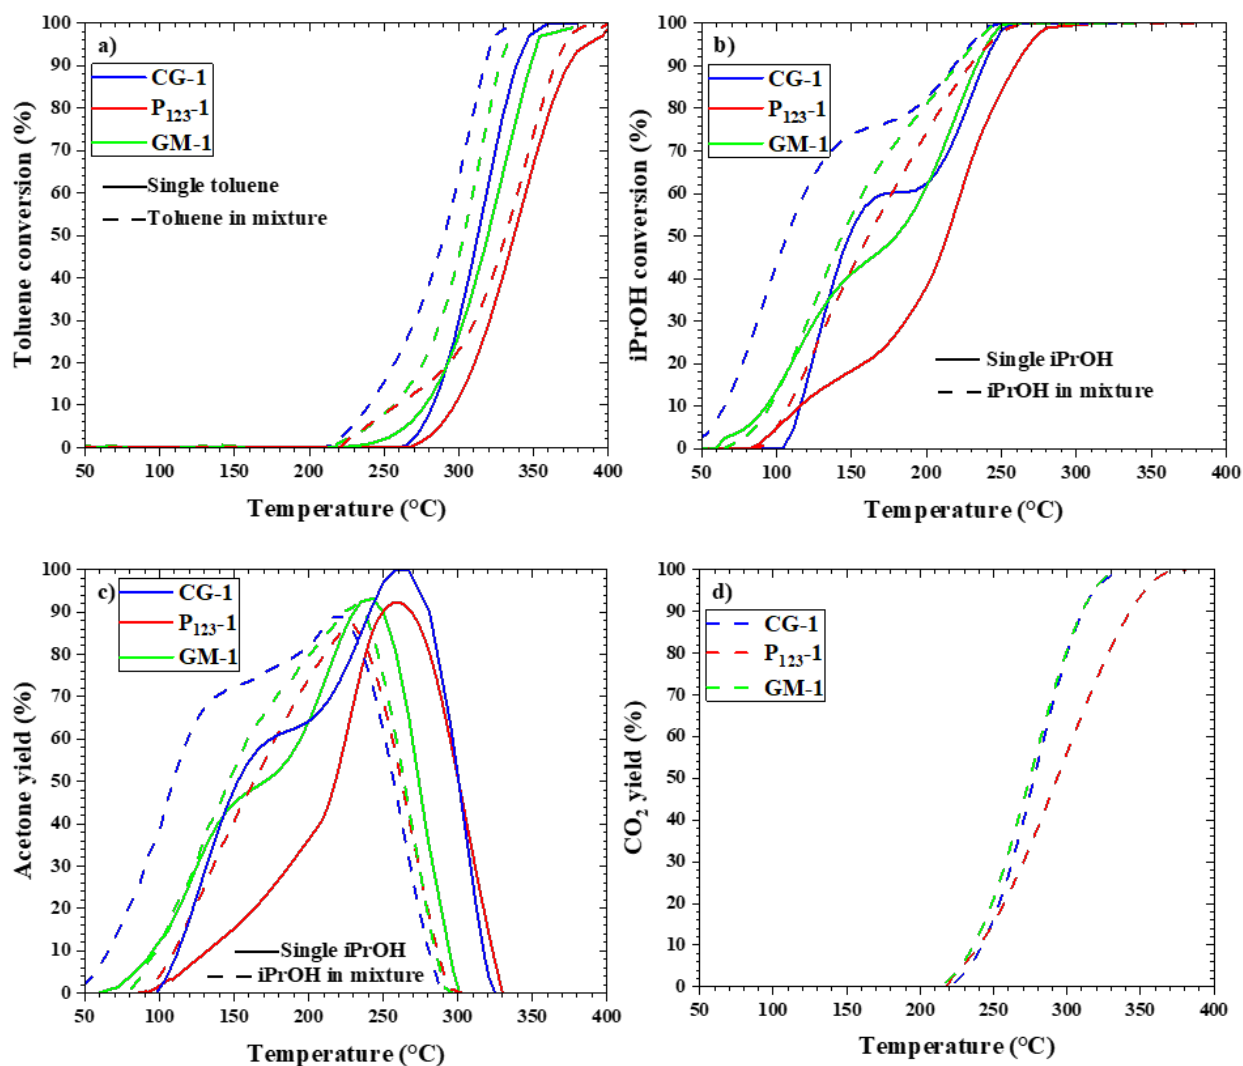 a)
CG-1
P₁₂₃-1
GM-1
Single toluene
Toluene in mixture
Toluene conversion (%)
0
10
20
30
40
50
60
70
80
90
100
50
100
150
200
250
300
350
400
Temperature (°C)
b)
CG-1
P₁₂₃-1
GM-1
Single iPrOH
iPrOH in mixture
iPrOH conversion (%)
0
10
20
30
40
50
60
70
80
90
100
50
100
150
200
250
300
350
400
Temperature (°C)
c)
CG-1
P₁₂₃-1
GM-1
Single iPrOH
iPrOH in mixture
Acetone yield (%)
0
10
20
30
40
50
60
70
80
90
100
50
100
150
200
250
300
350
400
Temperature (°C)
d)
CG-1
P₁₂₃-1
GM-1
CO₂ yield (%)
0
10
20
30
40
50
60
70
80
90
100
50
100
150
200
250
300
350
400
Temperature (°C)